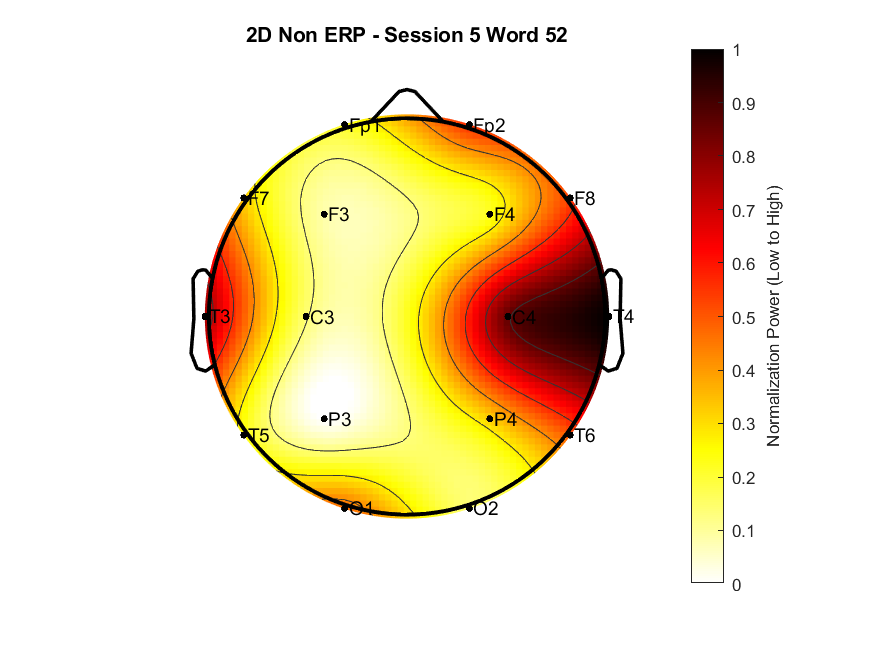 2D Non ERP - Session 5 Word 52
Fp1 Fp2
F7 F8
F3 F4
T3 C3 C4 T4
P3 P4
T5 T6
O1 O2
1
0.9
0.8
0.7
0.6
0.5
0.4
0.3
0.2
0.1
0
Normalization Power (Low to High)